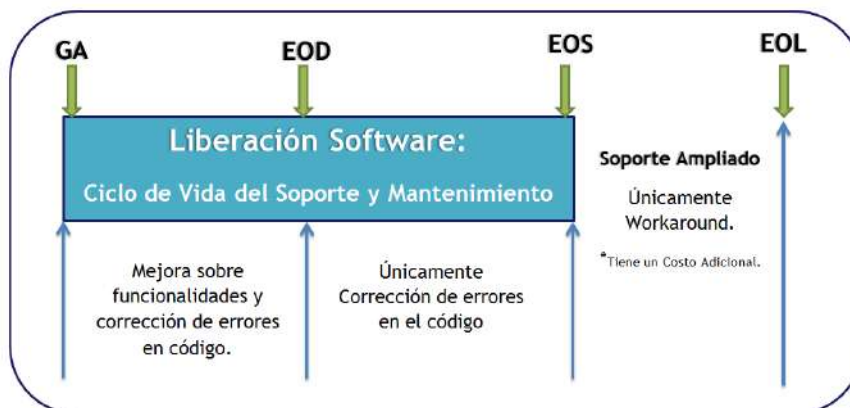 GA
EOD
EOS
EOL
Liberación Software:
Ciclo de Vida del Soporte y Mantenimiento
Soporte Ampliado
Únicamente
Workaround.
*Tiene un Costo Adicional.
Mejora sobre
funcionalidades y
corrección de errores
en código.
Únicamente
Corrección de errores
en el código